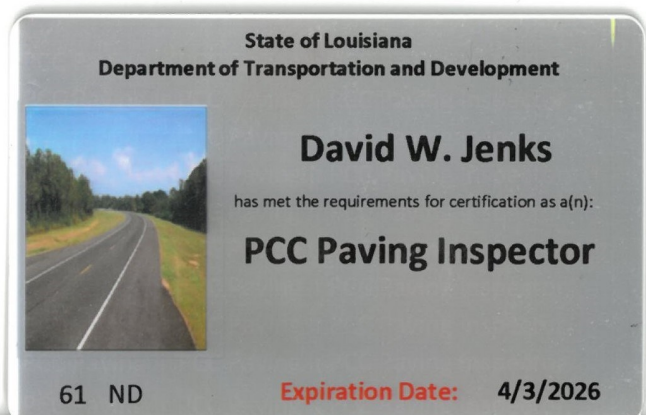 State of Louisiana
Department of Transportation and Development
David W. Jenks
has met the requirements for certification as a(n):
PCC Paving Inspector
61 ND
Expiration Date: 4/3/2026